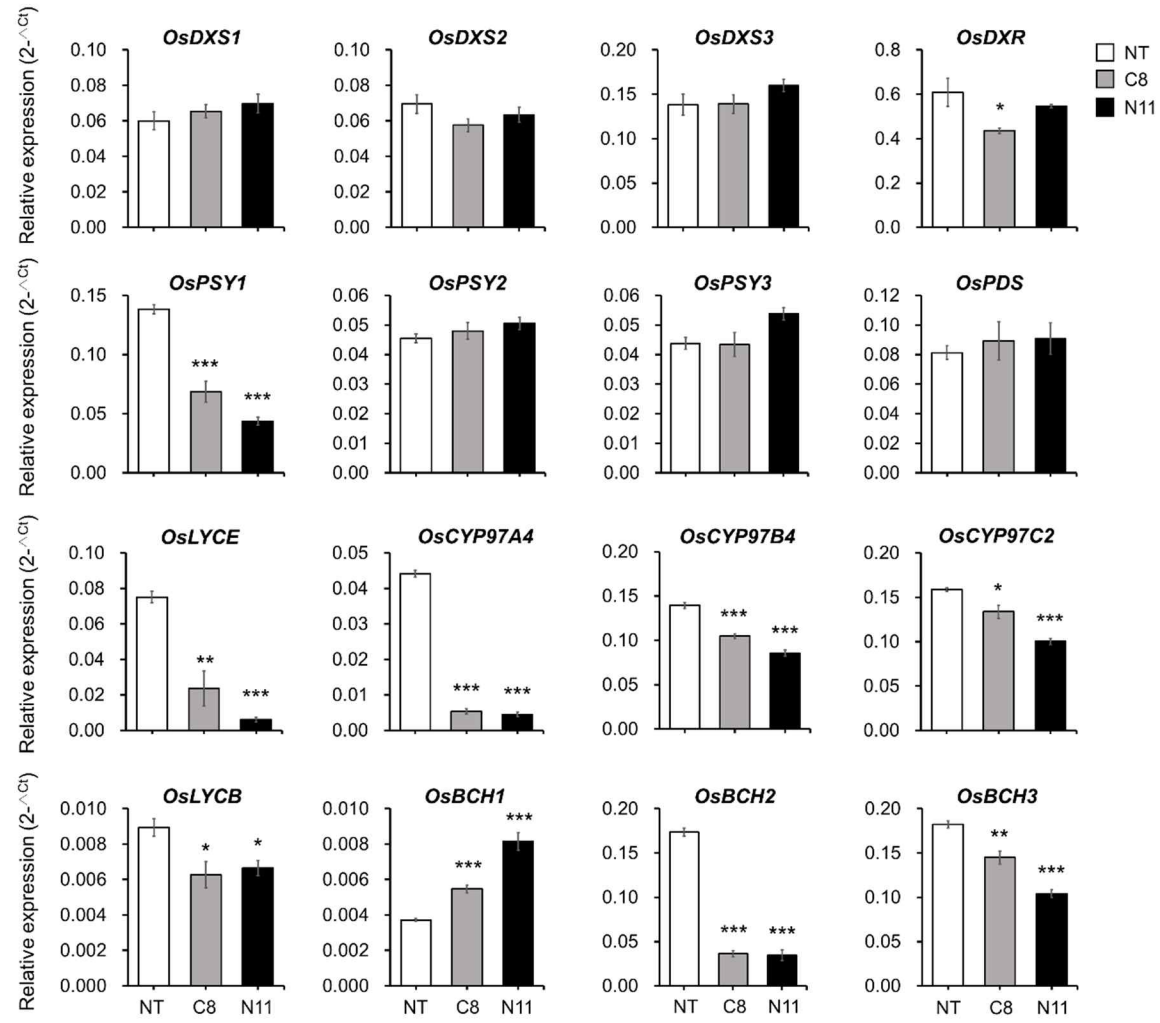 OsDXS1 OsDXS2 OsDXS3 OsDXR
Relative expression (2-^Ct)
0.10 0.10 0.20 0.8
0.08 0.08 0.15 0.6
0.06 0.06 0.10 0.4
0.04 0.04 0.05 0.2
0.02 0.02 0.00 0.0
0.00 0.00
*
NT
C8
N11
OsPSY1 OsPSY2 OsPSY3 OsPDS
Relative expression (2-^Ct)
0.15 0.06 0.06 0.12
0.10 0.05 0.05 0.10
0.05 0.04 0.04 0.08
0.00 0.03 0.03 0.06
0.02 0.02 0.04
0.01 0.01 0.02
0.00 0.00 0.00
*** ***
OsLYCE OsCYP97A4 OsCYP97B4 OsCYP97C2
Relative expression (2-^Ct)
0.10 0.05 0.20 0.20
0.08 0.04 0.15 0.15
0.06 0.03 0.10 0.10
0.04 0.02 0.05 0.05
0.02 0.01 0.00 0.00
0.00 0.00
** *** *** *** *** *** * ***
OsLYCB OsBCH1 OsBCH2 OsBCH3
Relative expression (2-^Ct)
0.010 0.010 0.20 0.20
0.008 0.008 0.15 0.15
0.006 0.006 0.10 0.10
0.004 0.004 0.05 0.05
0.002 0.002 0.00 0.00
0.000 0.000
* * *** *** *** *** ** ***
NT C8 N11 NT C8 N11 NT C8 N11 NT C8 N11